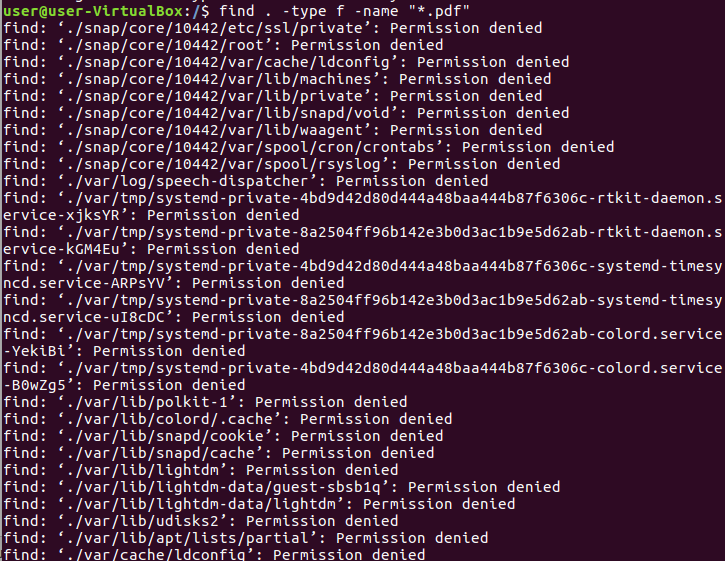 user@user-VirtualBox:/$ find . -type f -name "*.pdf"
find: ‘./snap/core/10442/etc/ssl/private’: Permission denied
find: ‘./snap/core/10442/root’: Permission denied
find: ‘./snap/core/10442/var/cache/ldconfig’: Permission denied
find: ‘./snap/core/10442/var/lib/machines’: Permission denied
find: ‘./snap/core/10442/var/lib/private’: Permission denied
find: ‘./snap/core/10442/var/lib/snapd/void’: Permission denied
find: ‘./snap/core/10442/var/lib/waagent’: Permission denied
find: ‘./snap/core/10442/var/spool/cron/crontabs’: Permission denied
find: ‘./snap/core/10442/var/spool/rsyslog’: Permission denied
find: ‘./var/log/speech-dispatcher’: Permission denied
find: ‘./var/tmp/systemd-private-4bd9d42d80d444a48baa444b87f6306c-rtkit-daemon.s
ervice-xjksYR’: Permission denied
find: ‘./var/tmp/systemd-private-8a2504ff96b142e3b0d3ac1b9e5d62ab-rtkit-daemon.s
ervice-kGM4Eu’: Permission denied
find: ‘./var/tmp/systemd-private-4bd9d42d80d444a48baa444b87f6306c-systemd-timesy
ncd.service-ARPsYV’: Permission denied
find: ‘./var/tmp/systemd-private-8a2504ff96b142e3b0d3ac1b9e5d62ab-systemd-timesy
ncd.service-uI8cDC’: Permission denied
find: ‘./var/tmp/systemd-private-8a2504ff96b142e3b0d3ac1b9e5d62ab-colord.service
-YekiBi’: Permission denied
find: ‘./var/tmp/systemd-private-4bd9d42d80d444a48baa444b87f6306c-colord.service
-B0wZg5’: Permission denied
find: ‘./var/lib/polkit-1’: Permission denied
find: ‘./var/lib/colord/.cache’: Permission denied
find: ‘./var/lib/snapd/cookie’: Permission denied
find: ‘./var/lib/snapd/cache’: Permission denied
find: ‘./var/lib/lightdm’: Permission denied
find: ‘./var/lib/lightdm-data/guest-sbsb1q’: Permission denied
find: ‘./var/lib/lightdm-data/lightdm’: Permission denied
find: ‘./var/lib/udisks2’: Permission denied
find: ‘./var/lib/apt/lists/partial’: Permission denied
find: ‘./var/cache/ldconfig’: Permission denied